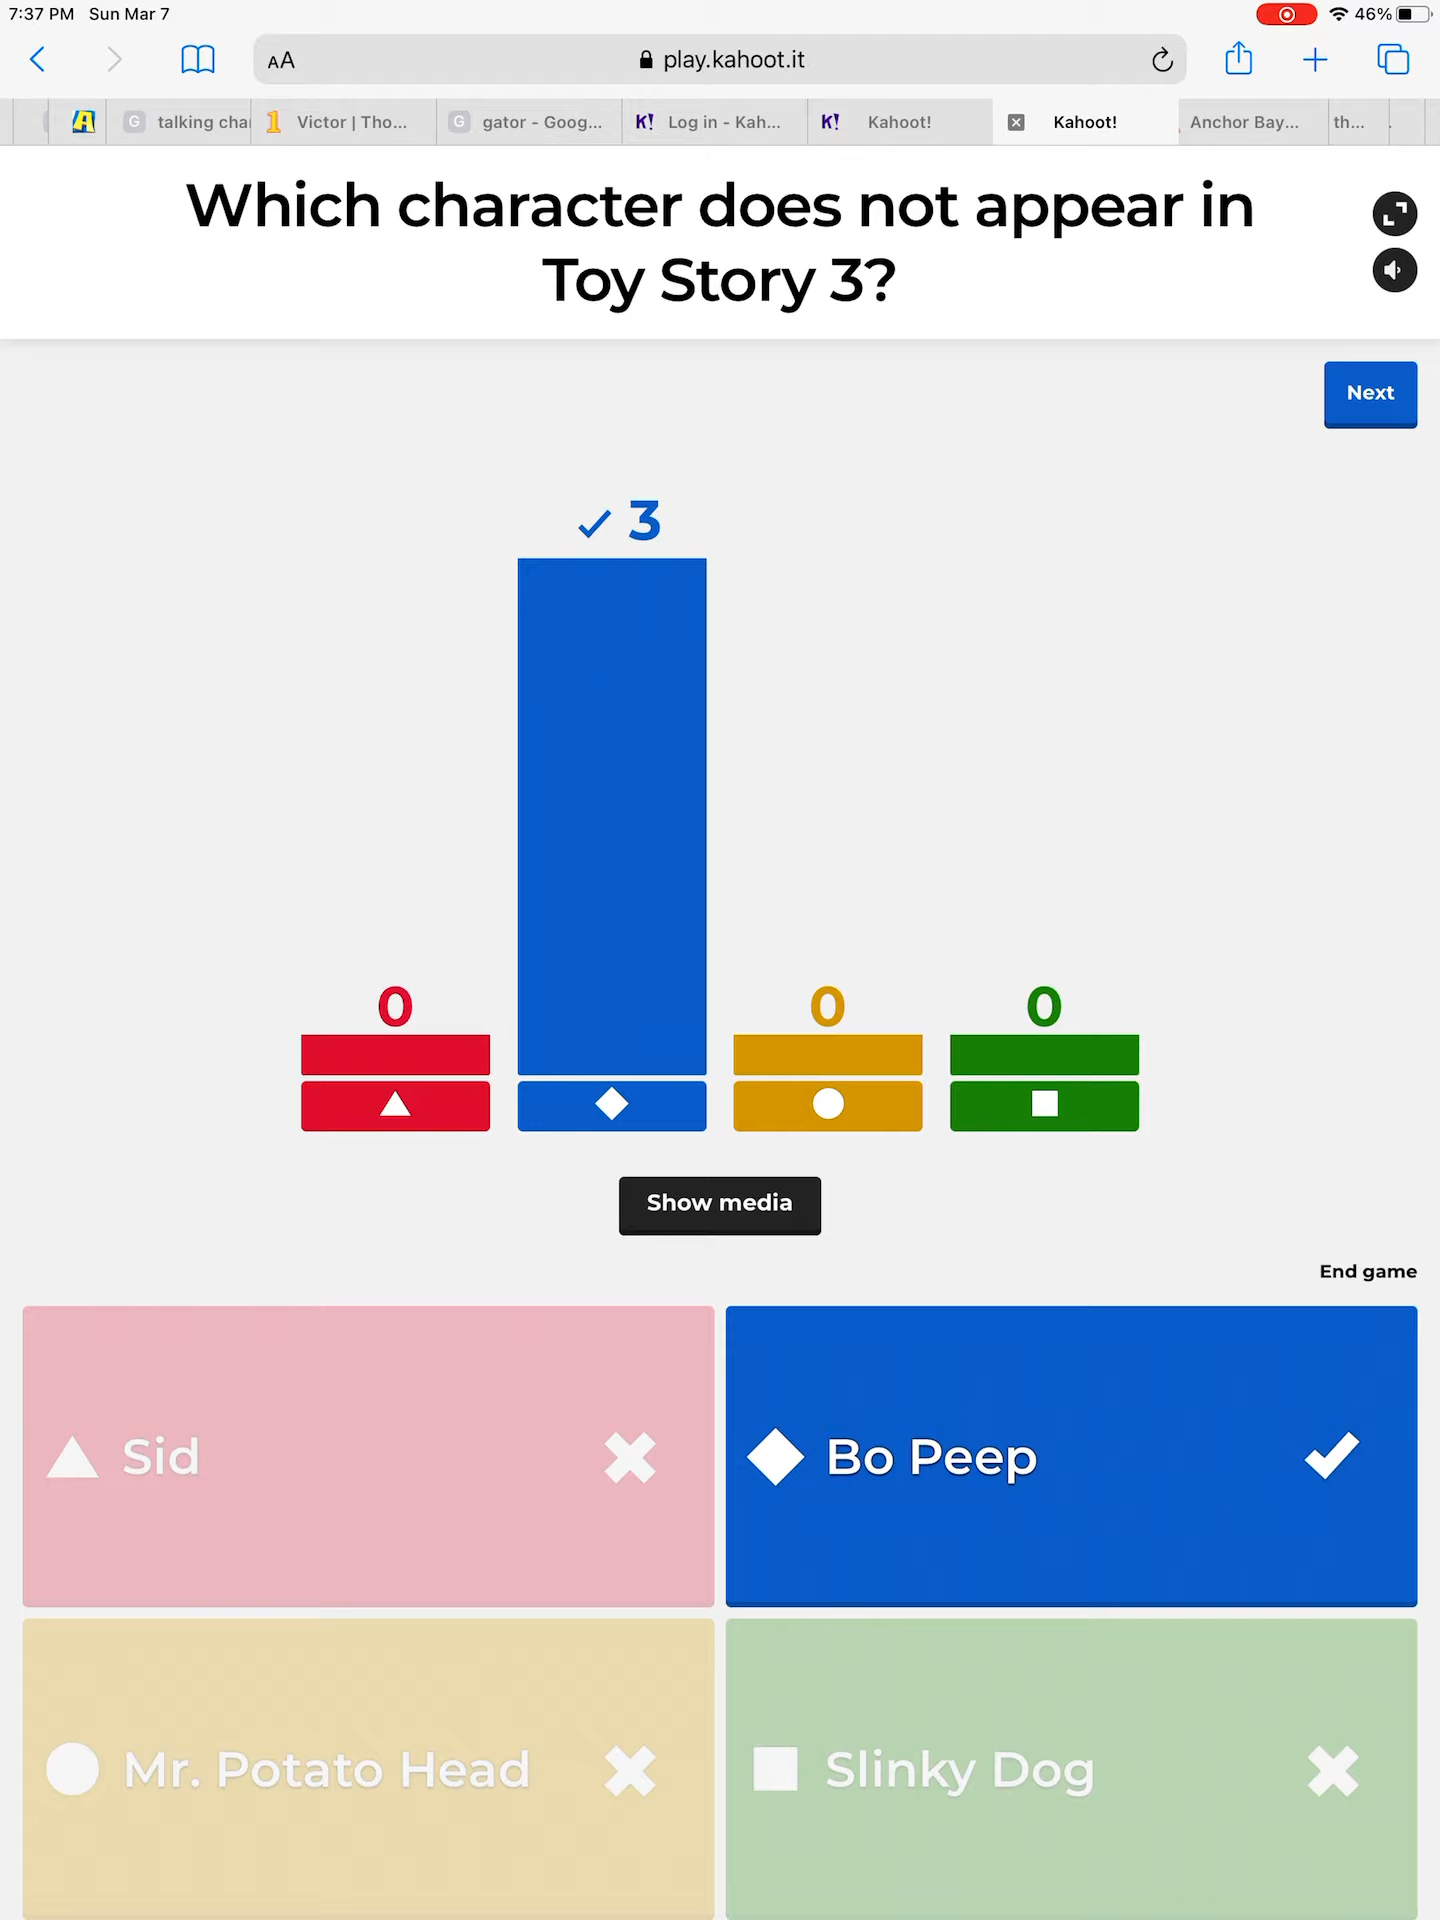 7:37 PM Sun Mar 7
46%
AA
play.kahoot.it
talking cha
Victor | Tho...
gator - Goog...
Log in - Kah...
Kahoot!
Kahoot!
Anchor Bay...
th...
Which character does not appear in
Toy Story 3?
Next
3
0
0
0
Show media
End game
Sid
Bo Peep
Mr. Potato Head
Slinky Dog